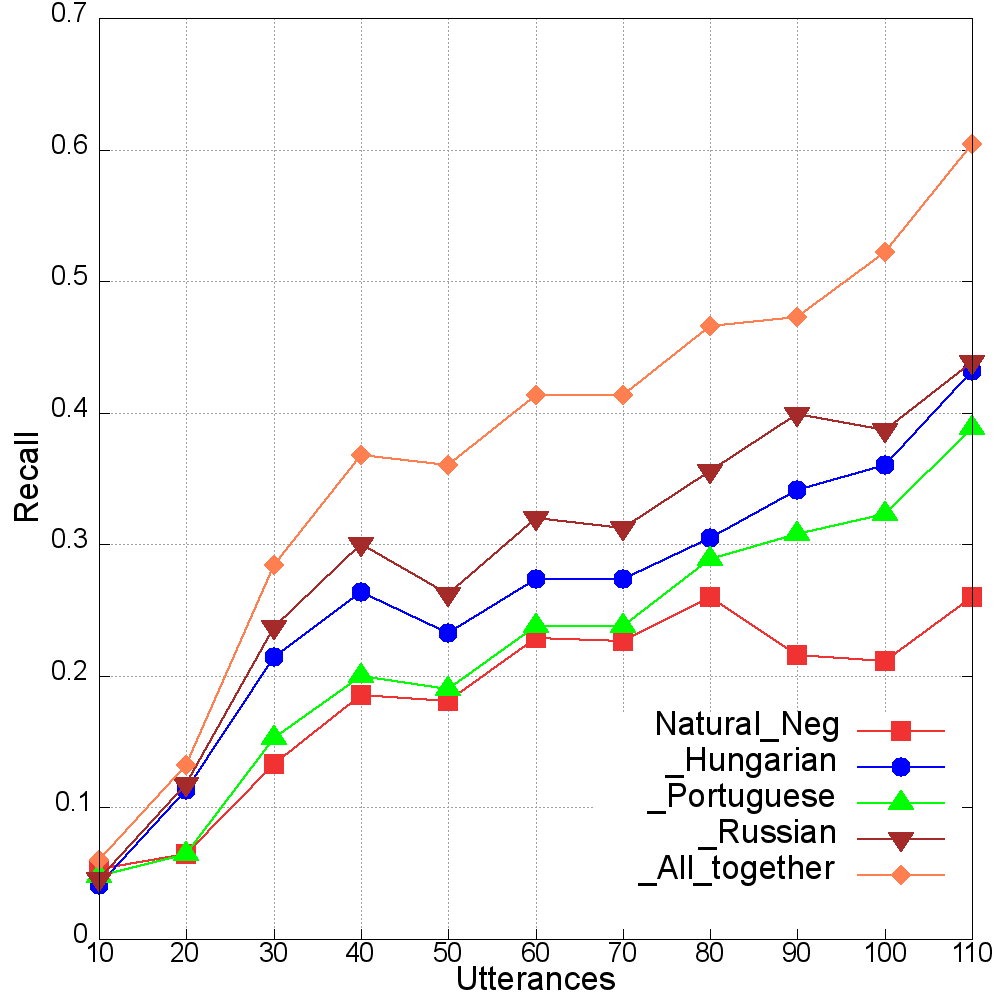 0.7
0.6
0.5
0.4
0.3
0.2
0.1
0
Recall
Natural_Neg
_Hungarian
_Portuguese
_Russian
_All_together
10 20 30 40 50 60 70 80 90 100 110
Utterances